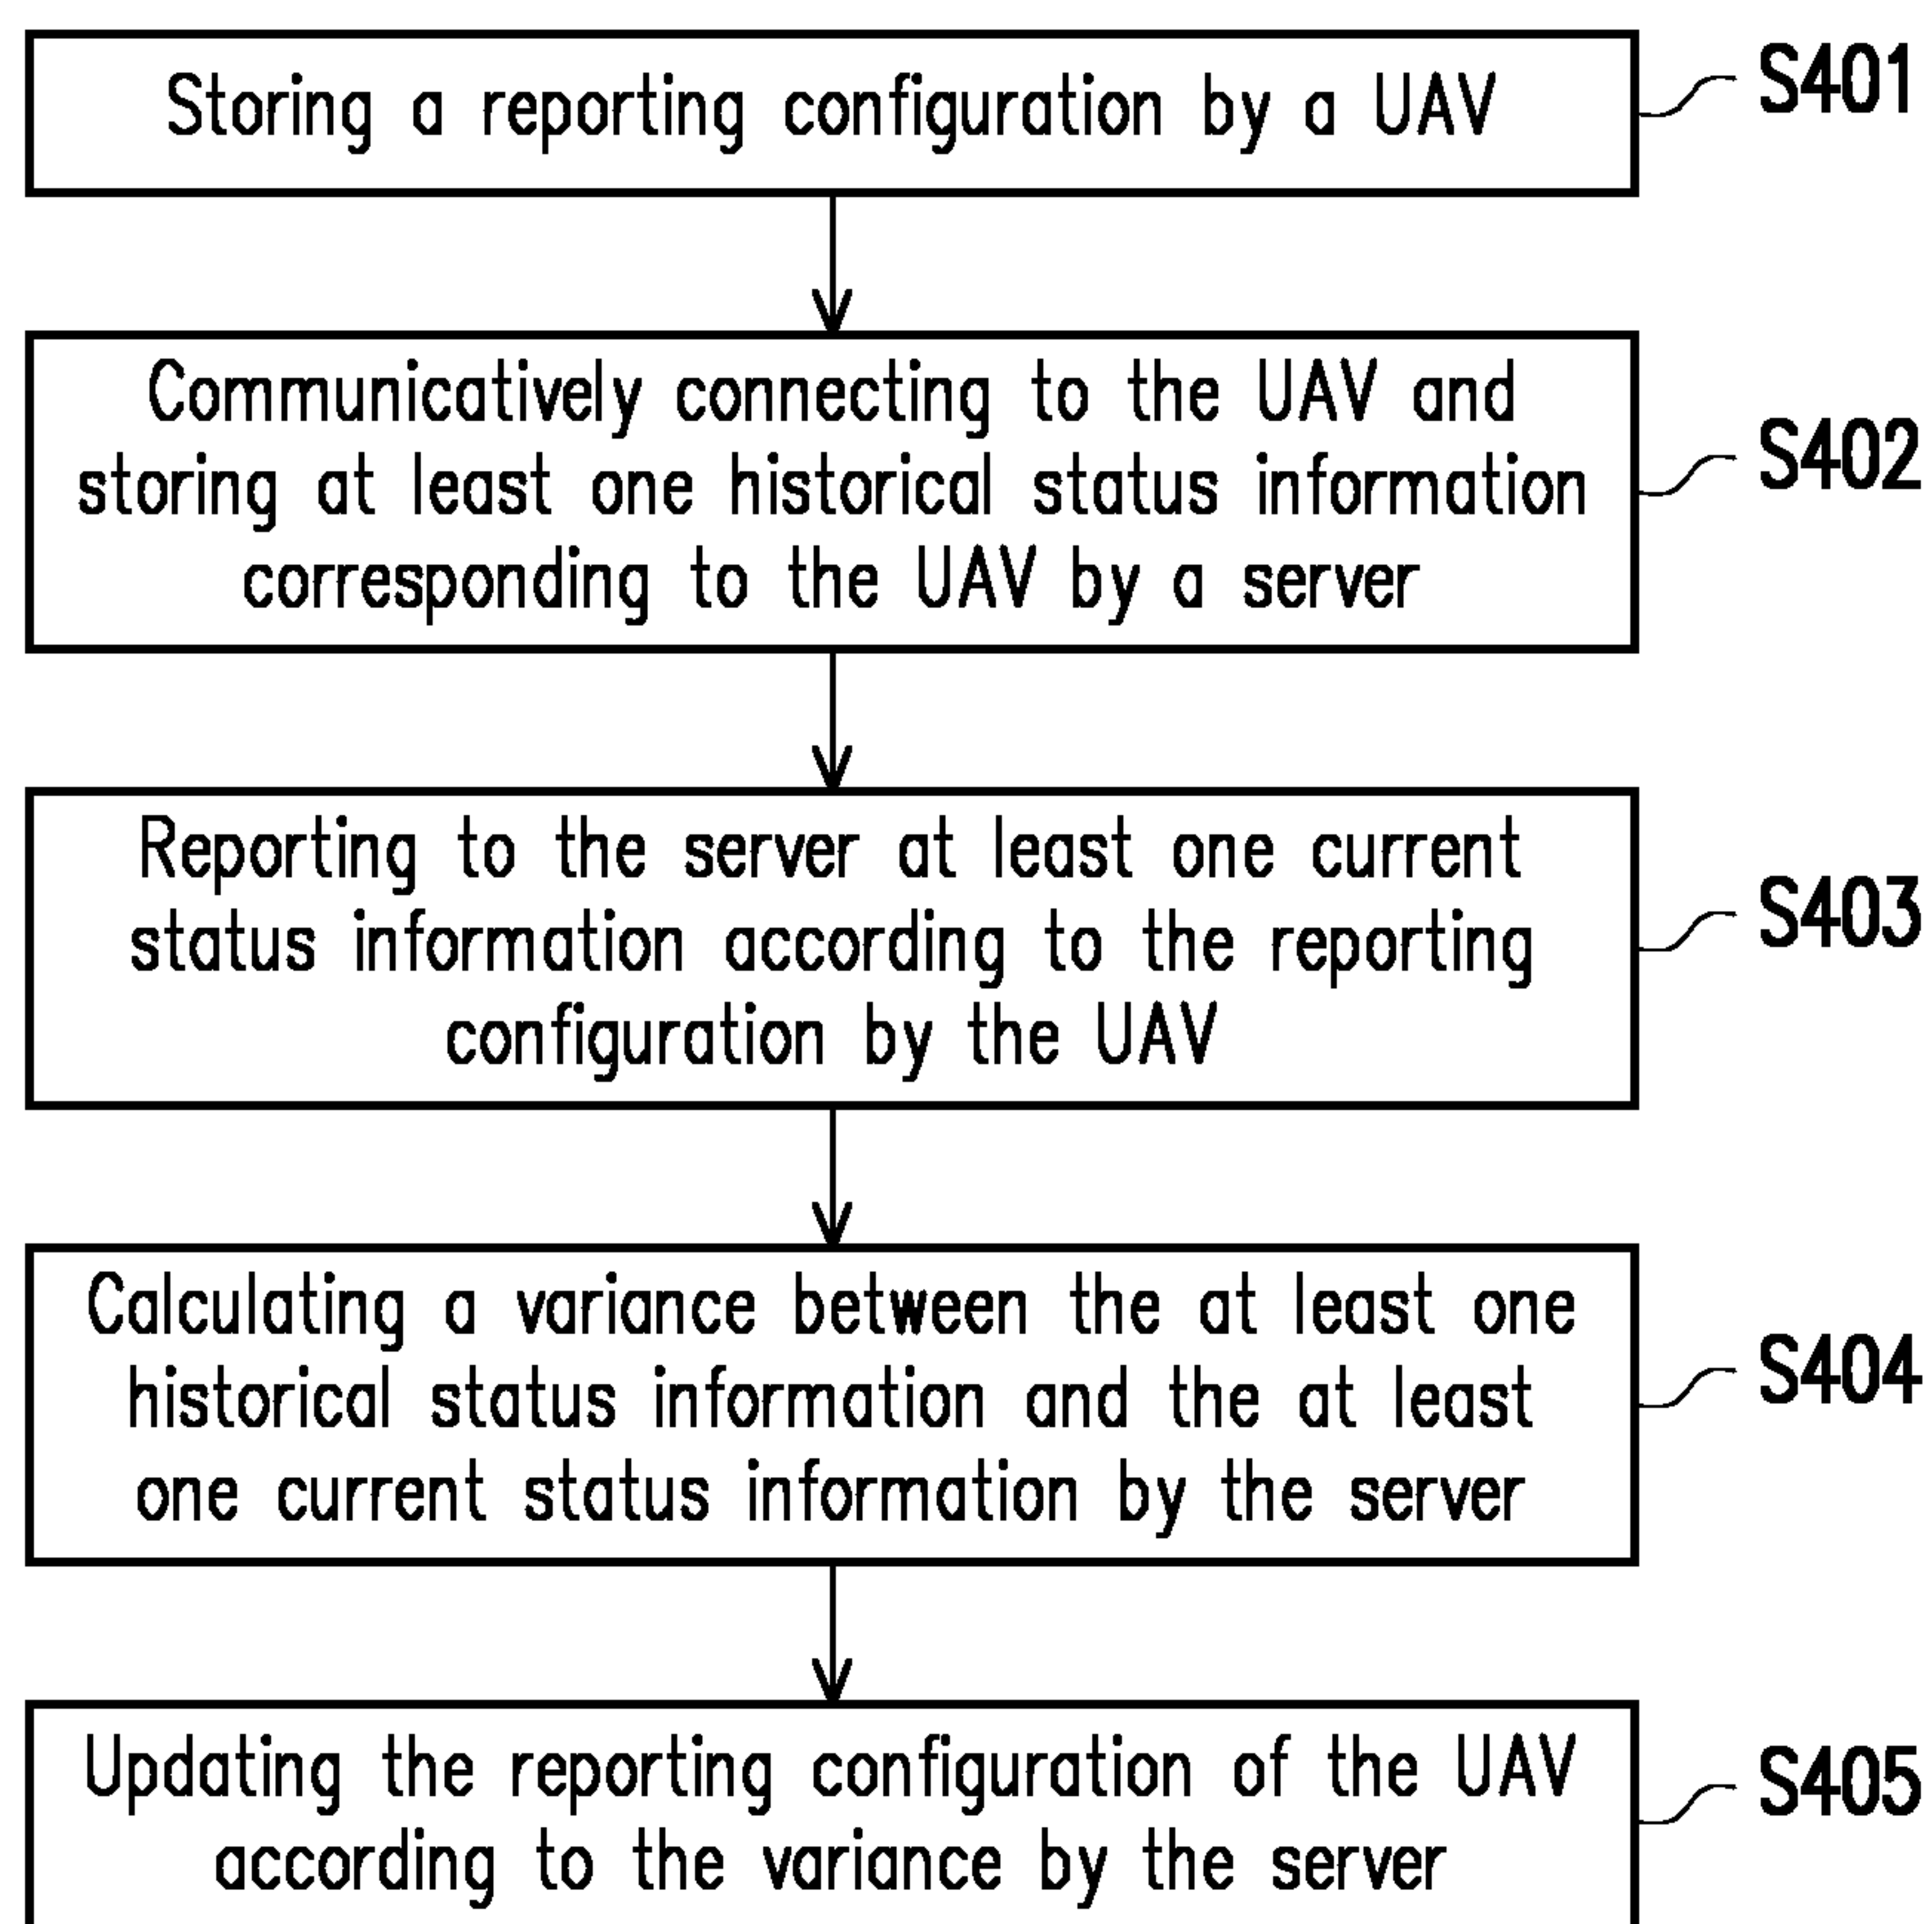 Storing a reporting configuration by a UAV
S401
Communicatively connecting to the UAV and
storing at least one historical status information
corresponding to the UAV by a server
S402
Reporting to the server at least one current
status information according to the reporting
configuration by the UAV
S403
Calculating a variance between the at least one
historical status information and the at least
one current status information by the server
S404
Updating the reporting configuration of the UAV
according to the variance by the server
S405